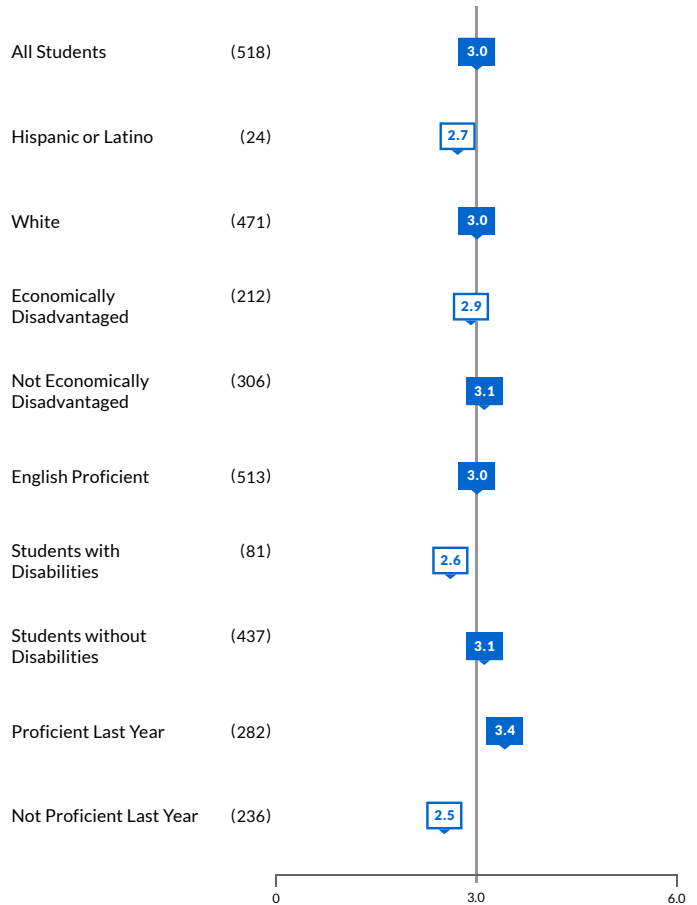 All Students (518) 3.0
Hispanic or Latino (24) 2.7
White (471) 3.0
Economically (212) 2.9
Disadvantaged
Not Economically (306) 3.1
Disadvantaged
English Proficient (513) 3.0
Students with (81) 2.6
Disabilities
Students without (437) 3.1
Disabilities
Proficient Last Year (282) 3.4
Not Proficient Last Year (236) 2.5
0 3.0 6.0